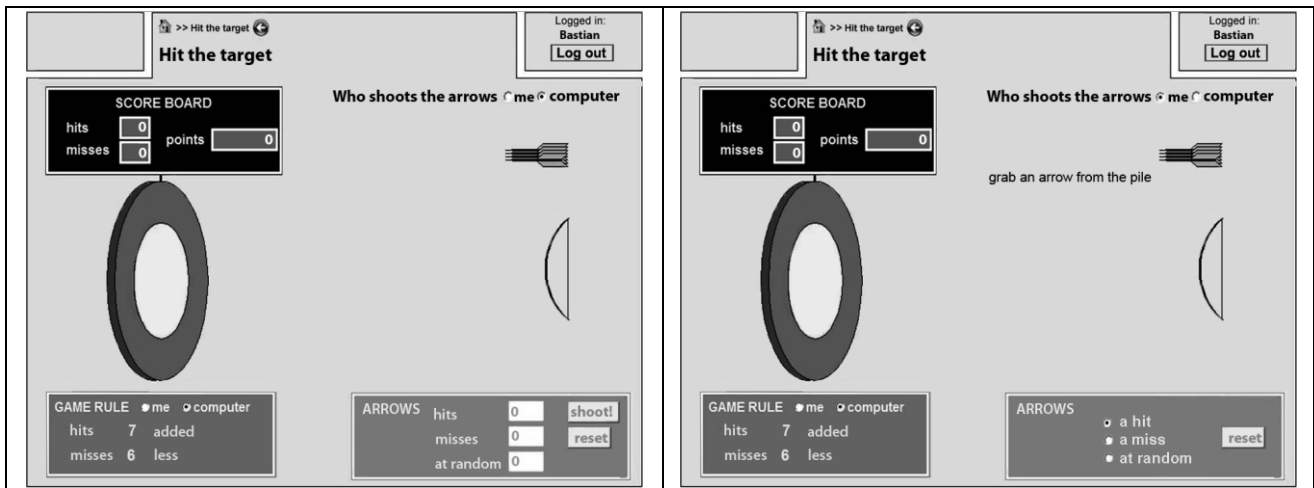 >> Hit the target
Hit the target
Logged in:
Bastian
Log out
SCORE BOARD
hits 0
misses 0
points 0
Who shoots the arrows me computer
GAME RULE me computer
hits 7 added
misses 6 less
ARROWS
hits 0 shoot!
misses 0 reset
at random 0
>> Hit the target
Hit the target
Logged in:
Bastian
Log out
SCORE BOARD
hits 0
misses 0
points 0
Who shoots the arrows me computer
grab an arrow from the pile
GAME RULE me computer
hits 7 added
misses 6 less
ARROWS
a hit
a miss
at random
reset